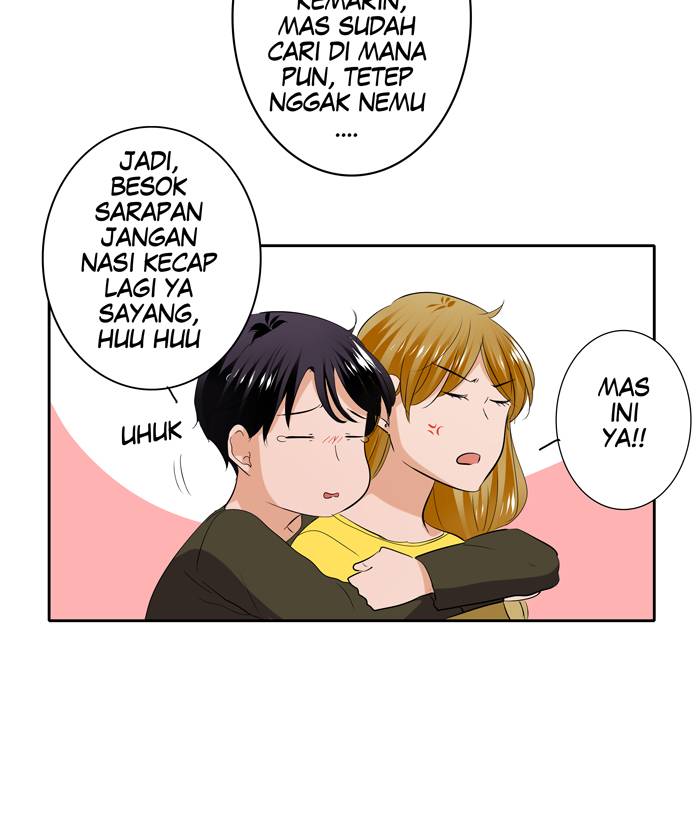 KEMARIN,
MAS SUDAH
CARI DI MANA
PUN, TETEP
NGGAK NEMU
....
JADI,
BESOK
SARAPAN
JANGAN
NASI KECAP
LAGI YA
SAYANG,
HUU HUU
UHUK
MAS
INI
YA!!